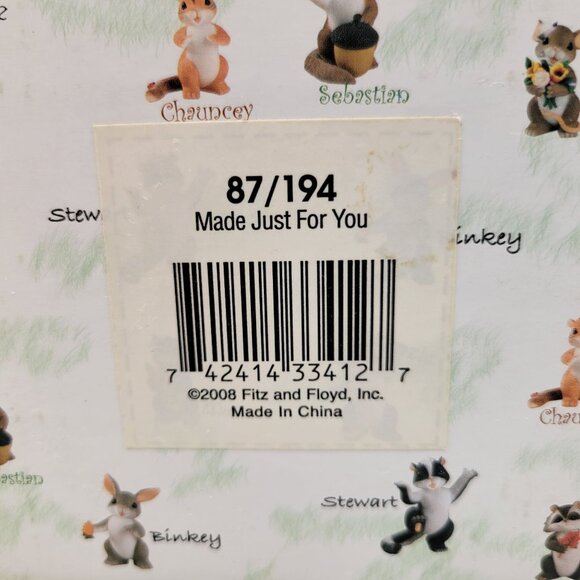 Chauncey
Sebastian
87/194
Made Just For You
Stew
inkey
7 42414 33412 7
©2008 Fitz and Floyd, Inc.
Made In China
Chau
astian
Stewart
Binkey